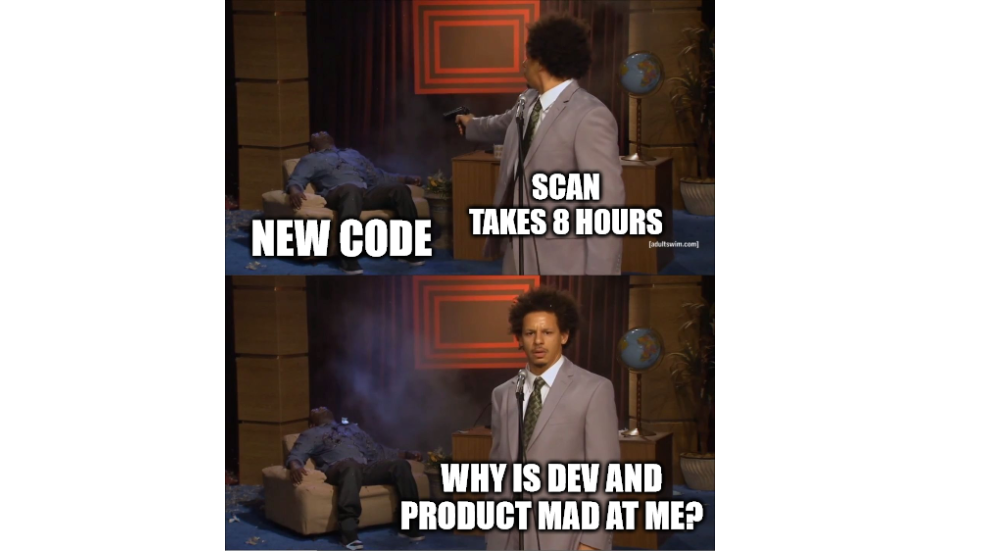 SCAN
TAKES 8 HOURS
NEW CODE
[adultswim.com]
WHY IS DEV AND
PRODUCT MAD AT ME?